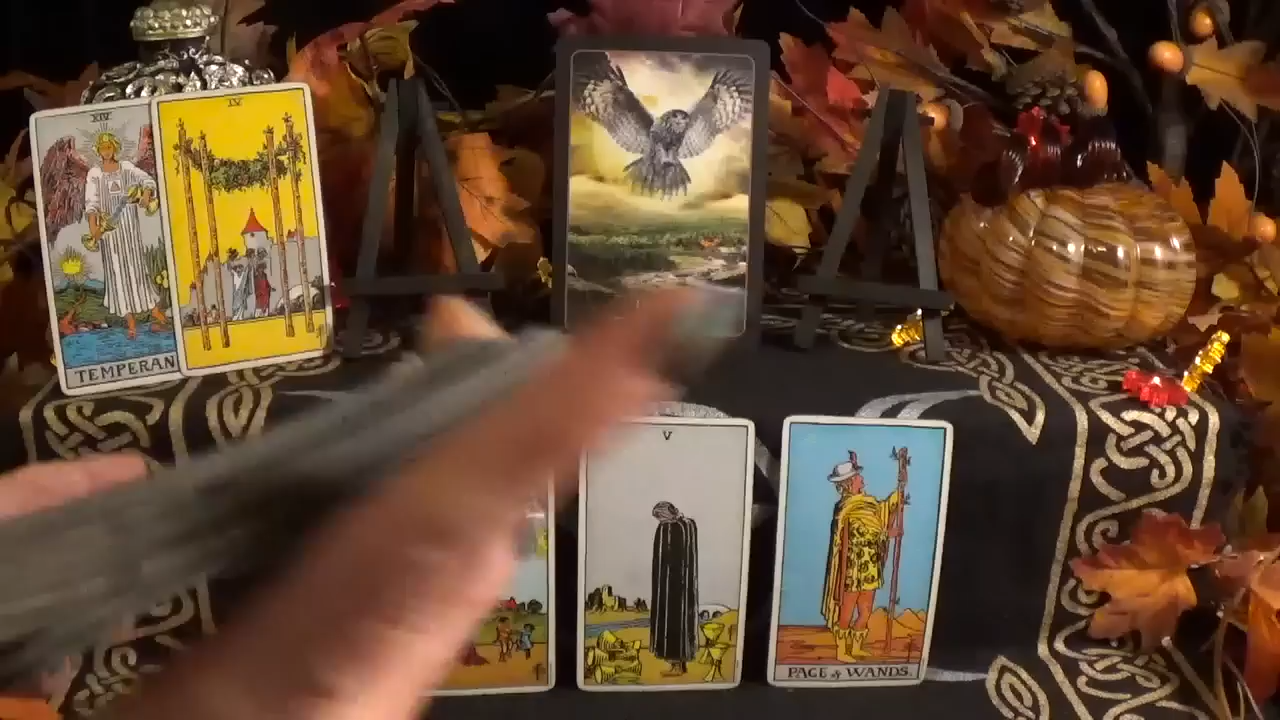 XIV
IV
TEMPERAN
V
PAGE of WANDS.